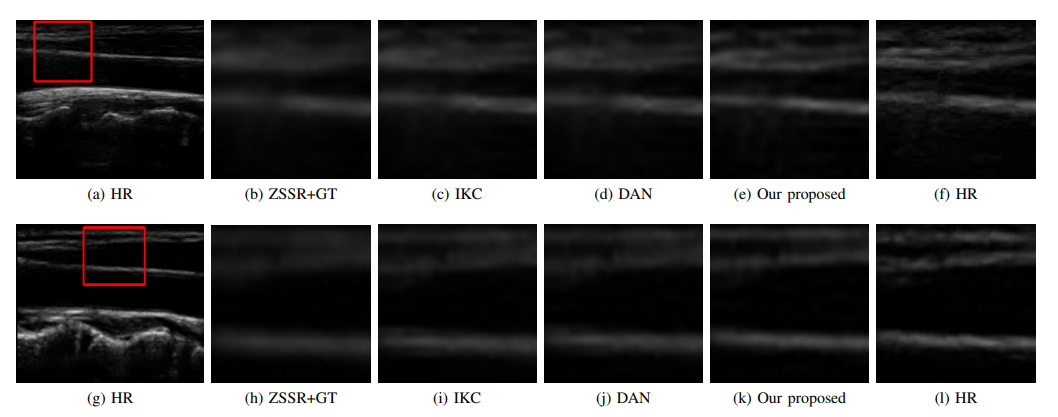 (a) HR (b) ZSSR+GT (c) IKC (d) DAN (e) Our proposed (f) HR
(g) HR (h) ZSSR+GT (i) IKC (j) DAN (k) Our proposed (l) HR